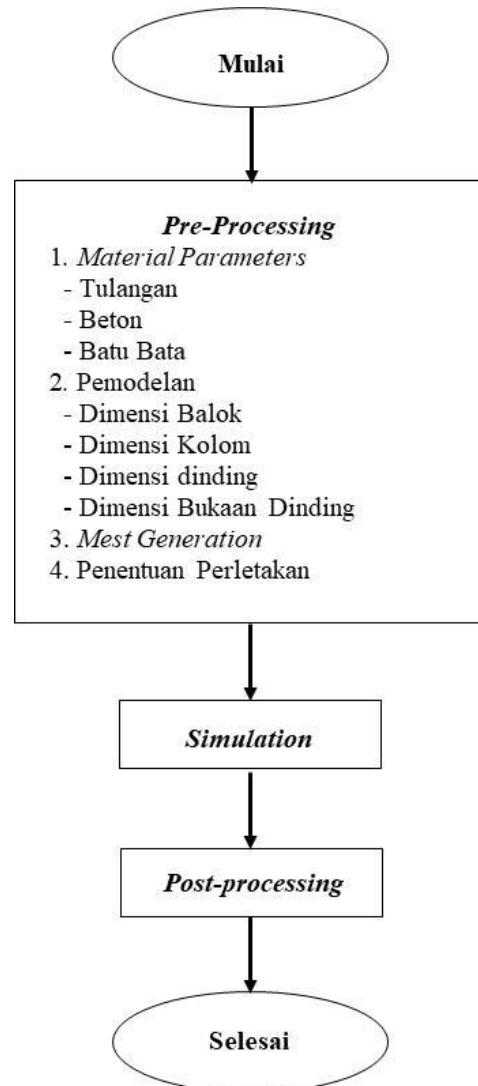 Mulai
Pre-Processing
1. Material Parameters
- Tulangan
- Beton
- Batu Bata
2. Pemodelan
- Dimensi Balok
- Dimensi Kolom
- Dimensi dinding
- Dimensi Bukaan Dinding
3. Mest Generation
4. Penentuan Perletakan
Simulation
Post-processing
Selesai